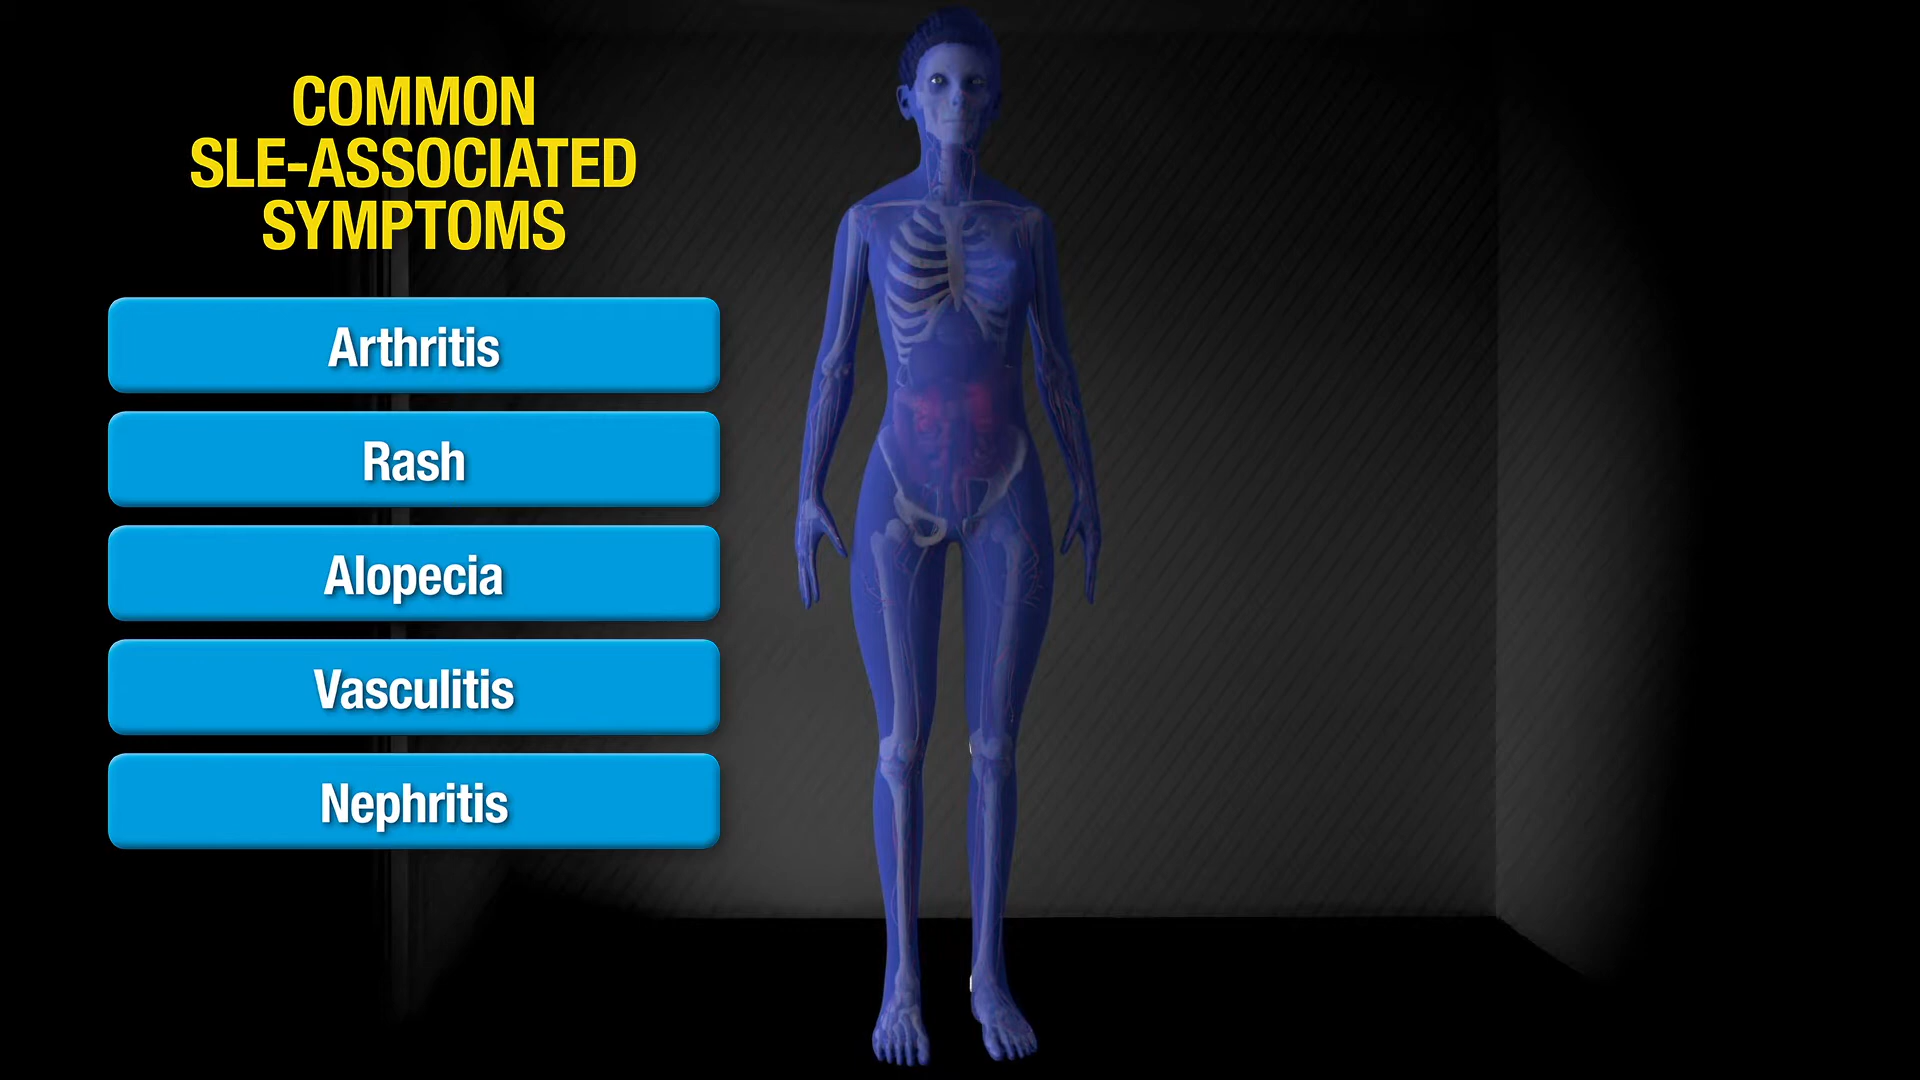 COMMON
SLE-ASSOCIATED
SYMPTOMS
Arthritis
Rash
Alopecia
Vasculitis
Nephritis